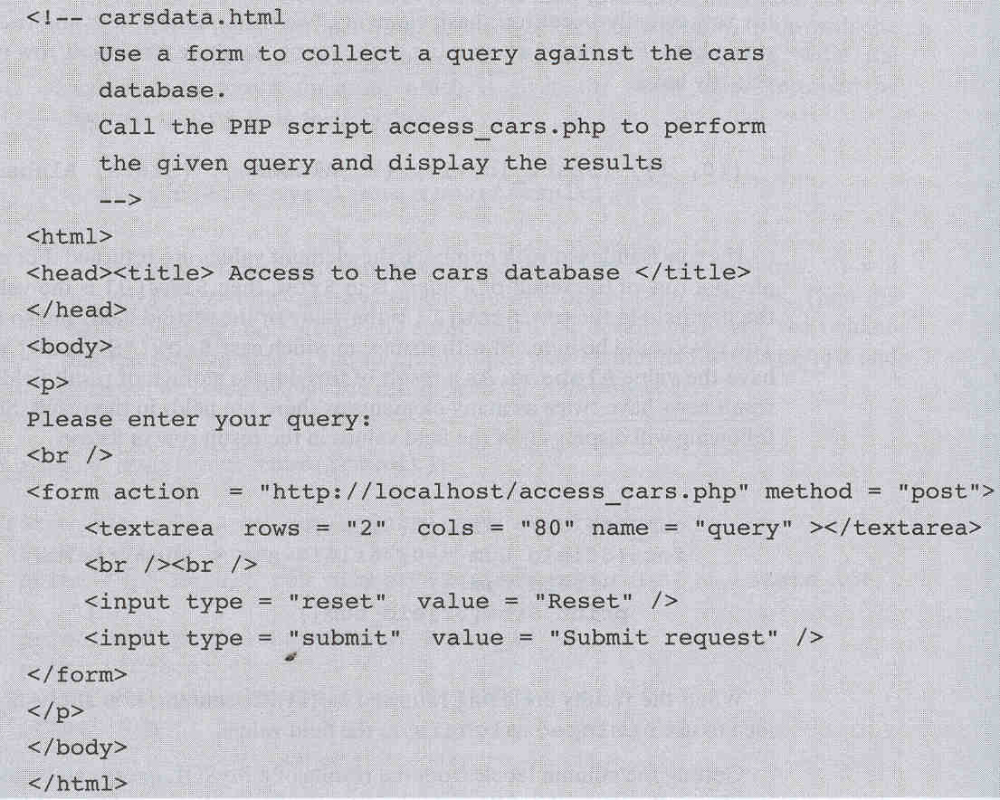 <!-- carsdata.html
Use a form to collect a query against the cars
database.
Call the PHP script access_cars.php to perform
the given query and display the results
-->
<html>
<head><title> Access to the cars database </title>
</head>
<body>
<p>
Please enter your query:
<br />
<form action = "http://localhost/access_cars.php" method = "post">
<textarea rows = "2" cols = "80" name = "query" ></textarea>
<br /><br />
<input type = "reset" value = "Reset" />
<input type = "submit" value = "Submit request" />
</form>
</p>
</body>
</html>